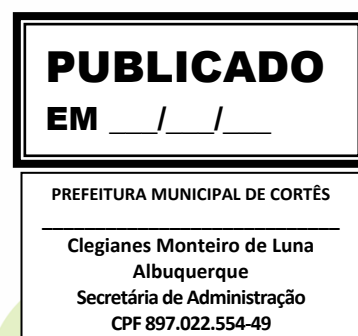 PUBLICADO
EM ___/___/___
PREFEITURA MUNICIPAL DE CORTÊS
______________________________
Clegianes Monteiro de Luna
Albuquerque
Secretária de Administração
CPF 897.022.554-49